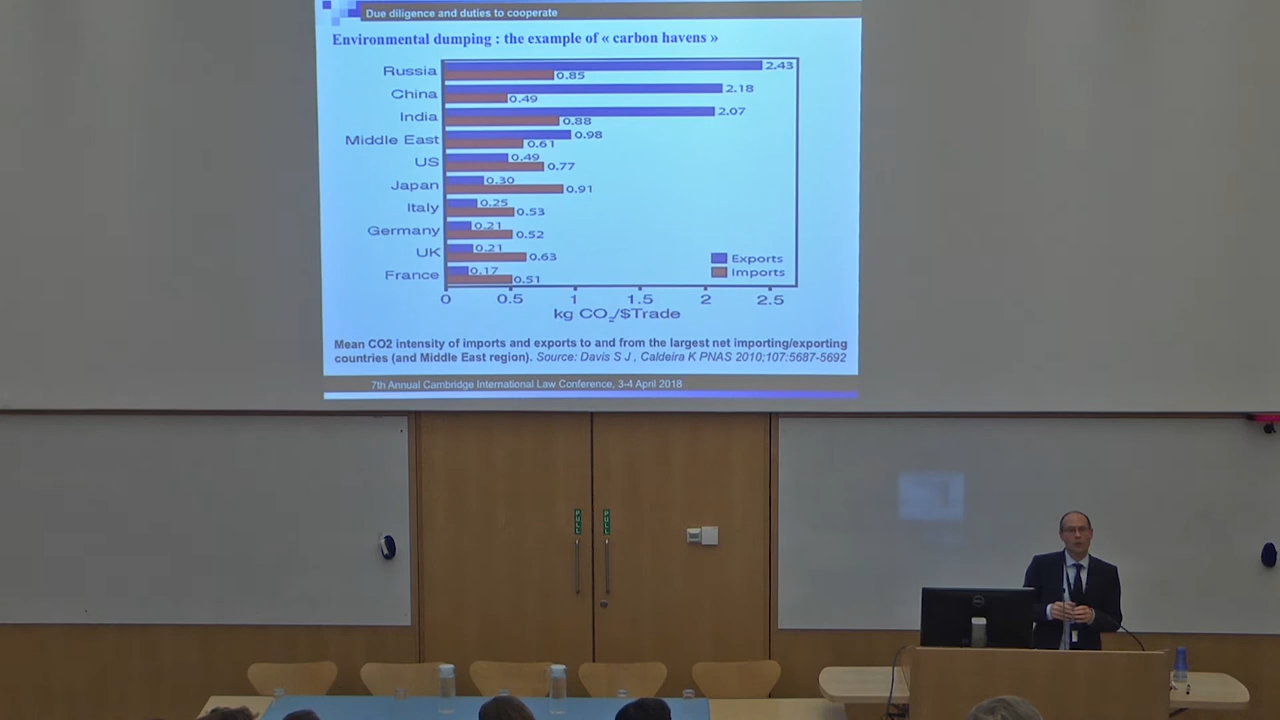 Due diligence and duties to cooperate
Environmental dumping : the example of « carbon havens »
Russia 2.43
0.85
China 2.18
0.49
India 2.07
0.88
Middle East 0.98
0.61
US 0.49
0.77
Japan 0.30
0.91
Italy 0.25
0.53
Germany 0.21
0.52
UK 0.21
0.63
France 0.17
0.51
Exports
Imports
0 0.5 1 1.5 2 2.5
kg CO₂/$Trade
Mean CO2 intensity of imports and exports to and from the largest net importing/exporting
countries (and Middle East region). Source: Davis S J , Caldeira K PNAS 2010;107:5687-5692
7th Annual Cambridge International Law Conference, 3-4 April 2018
PULL PULL